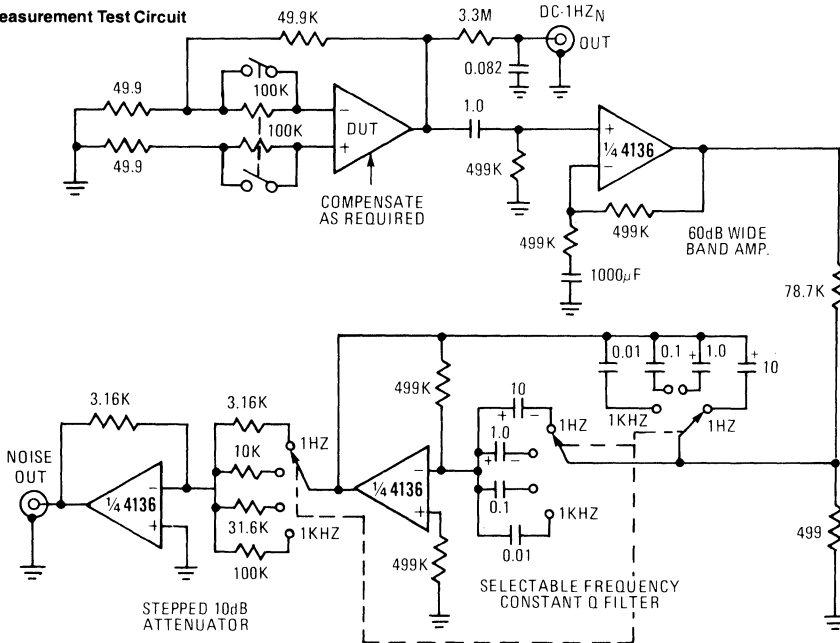 easurement Test Circuit
49.9K
3.3M
DC-1HZN
OUT
0.082
49.9
100K
100K
49.9
−
DUT
+
1.0
499K
COMPENSATE
AS REQUIRED
+
¼ 4136
−
499K
499K
1000µF
60dB WIDE
BAND AMP.
78.7K
0.01
0.1
+
1.0
+
10
1KHZ
1HZ
3.16K
NOISE
OUT
−
¼ 4136
+
3.16K
10K
31.6K
100K
1HZ
1KHZ
499K
−
¼ 4136
+
499K
10
+ −
1.0
+ −
0.1
0.01
1HZ
1KHZ
499
STEPPED 10dB
ATTENUATOR
SELECTABLE FREQUENCY
CONSTANT Q FILTER